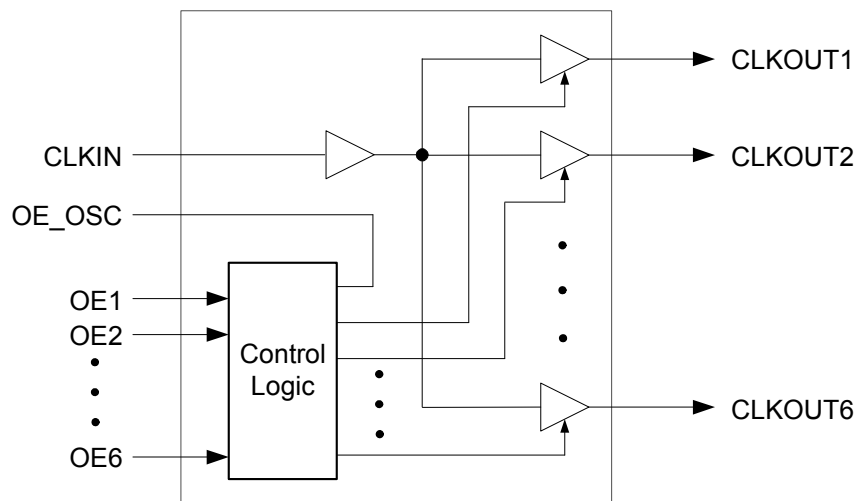 CLKOUT1
CLKIN
CLKOUT2
OE_OSC
OE1
OE2
Control
Logic
CLKOUT6
OE6